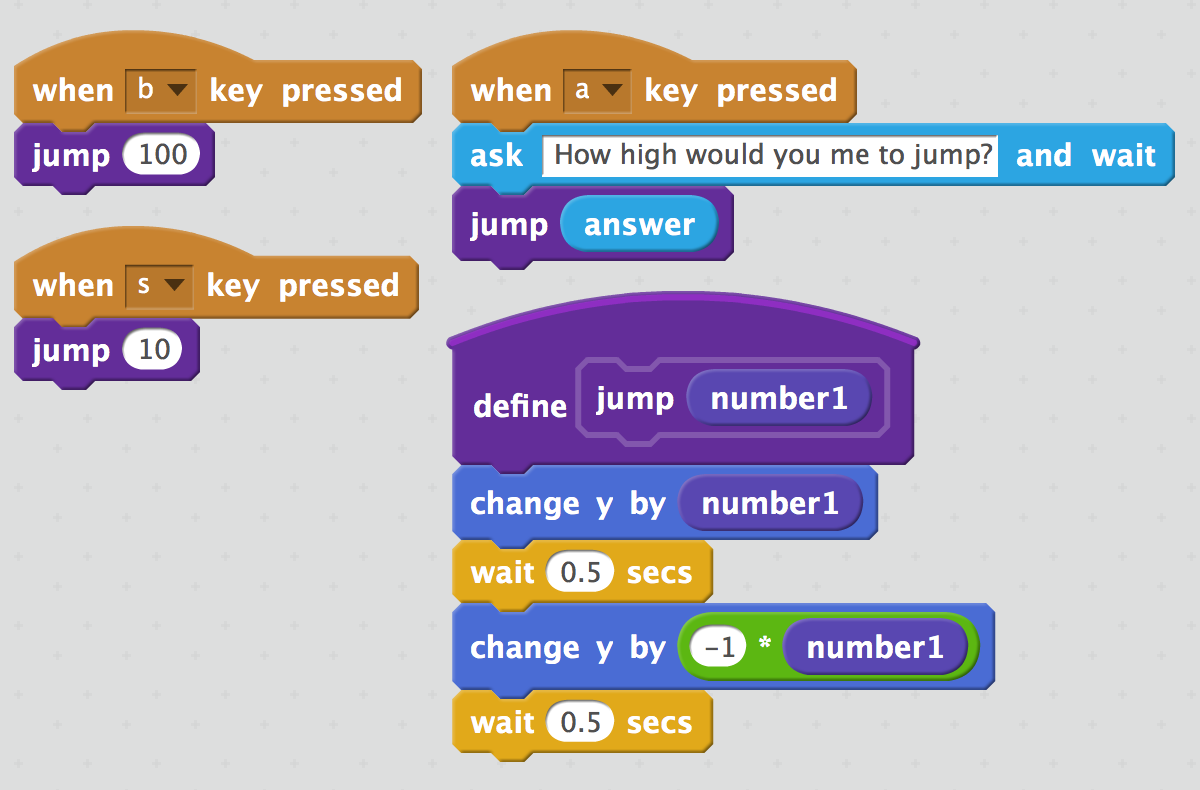 when b key pressed
jump 100
when s key pressed
jump 10
when a key pressed
ask How high would you me to jump? and wait
jump answer
define jump number1
change y by number1
wait 0.5 secs
change y by -1 * number1
wait 0.5 secs